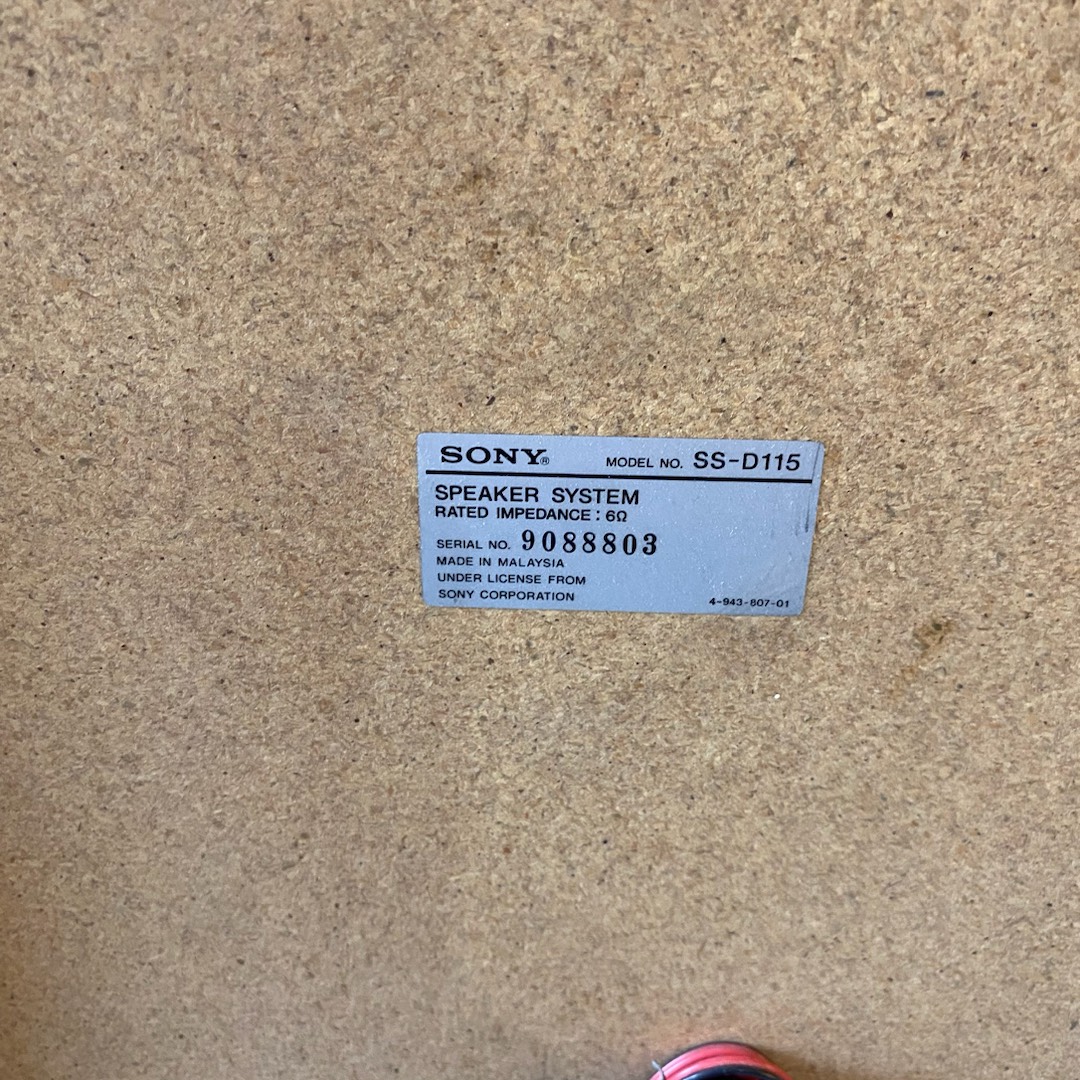 SONY®
MODEL NO. SS-D115
SPEAKER SYSTEM
RATED IMPEDANCE : 6Ω
SERIAL NO. 9088803
MADE IN MALAYSIA
UNDER LICENSE FROM
SONY CORPORATION
4-943-807-01